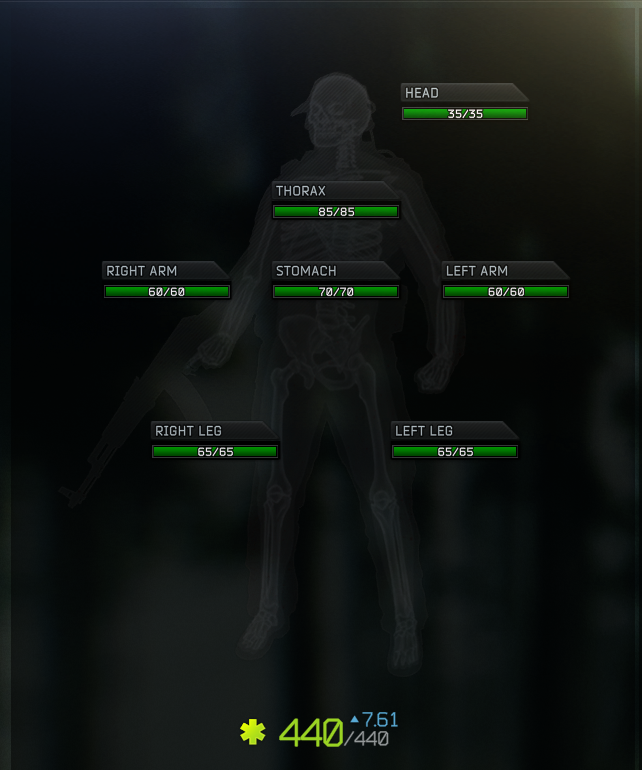 HEAD
35/35
THORAX
85/85
RIGHT ARM
60/60
STOMACH
70/70
LEFT ARM
60/60
RIGHT LEG
65/65
LEFT LEG
65/65
▲7.61
440/440